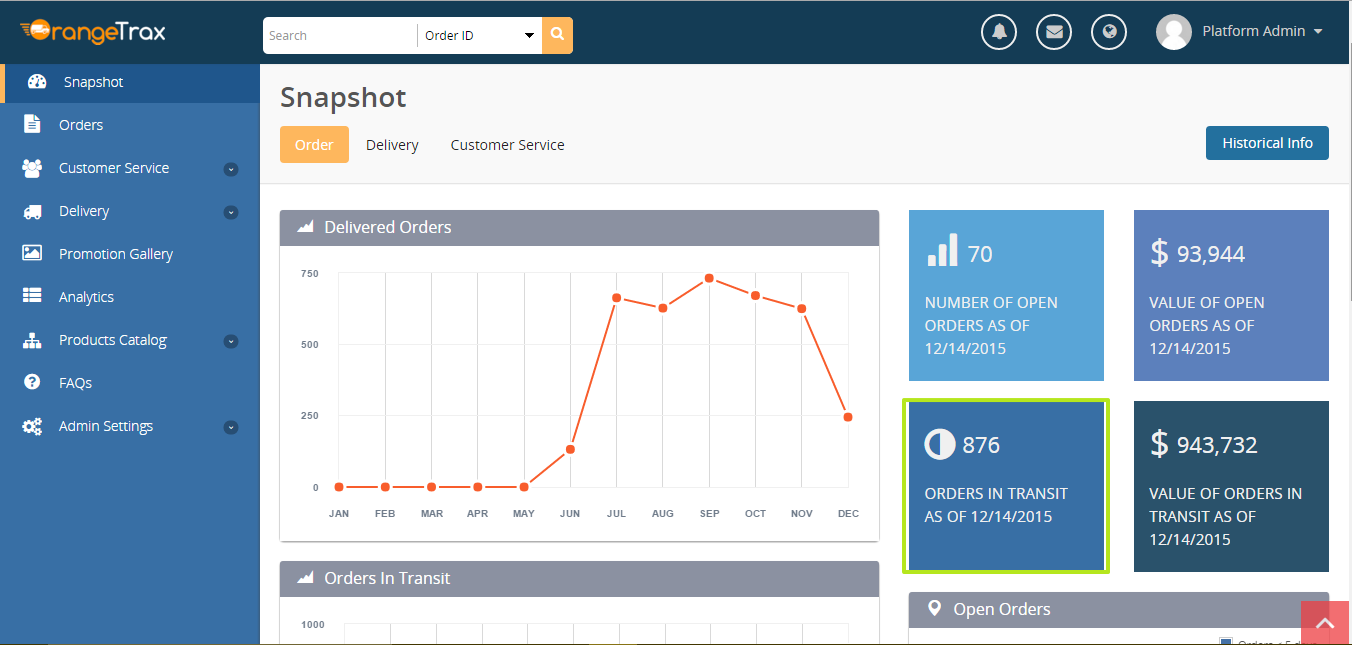 OrangeTrax
Search
Order ID
Platform Admin
Snapshot
Orders
Customer Service
Delivery
Promotion Gallery
Analytics
Products Catalog
FAQs
Admin Settings
Snapshot
Order Delivery Customer Service
Historical Info
Delivered Orders
750
500
250
0
JAN FEB MAR APR MAY JUN JUL AUG SEP OCT NOV DEC
70
NUMBER OF OPEN
ORDERS AS OF
12/14/2015
$ 93,944
VALUE OF OPEN
ORDERS AS OF
12/14/2015
876
ORDERS IN TRANSIT
AS OF 12/14/2015
$ 943,732
VALUE OF ORDERS IN
TRANSIT AS OF
12/14/2015
Orders In Transit
1000
Open Orders